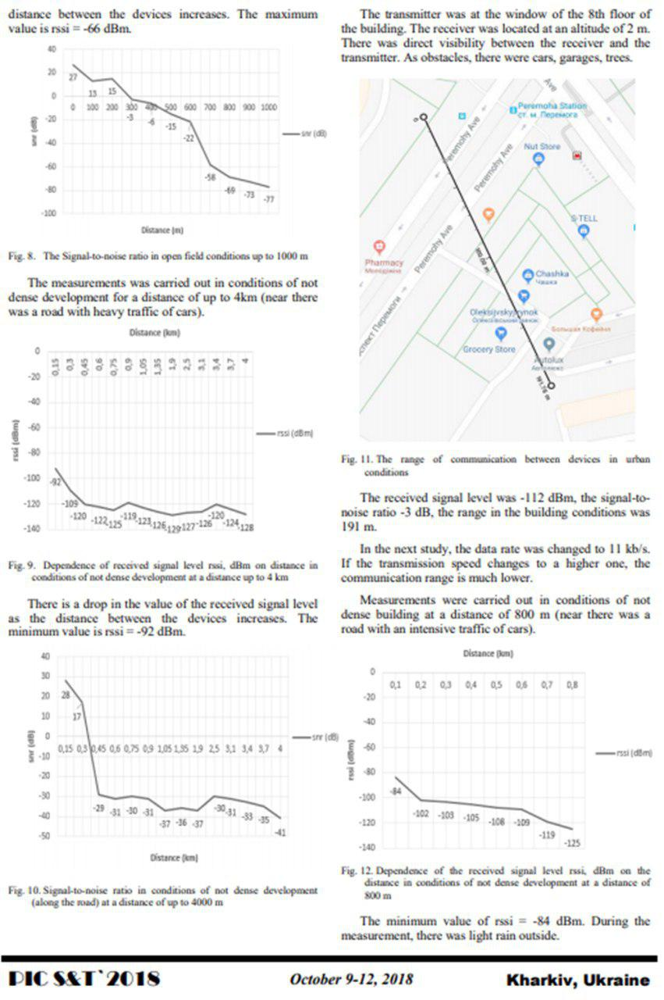 distance between the devices increases. The maximum
value is rssi = -66 dBm.
40
20
0
-20
-40
-60
-80
-100
snr (dB)
27
13
15
-3
-6
-15
-22
-58
-69
-73
-77
0 100 200 300 400 500 600 700 800 900 1000
snr (dB)
Distance (m)
Fig. 8. The Signal-to-noise ratio in open field conditions up to 1000 m
The measurements was carried out in conditions of not
dense development for a distance of up to 4km (near there
was a road with heavy traffic of cars).
Distance (km)
0
-20
-40
-60
-80
-100
-120
-140
rssi (dBm)
0,15 0,3 0,45 0,6 0,75 0,9 1,05 1,35 1,9 2,5 3,1 3,4 3,7 4
-92
-109
-120
-122
-125
-119
-123
-126
-129
-127
-126
-120
-124
-128
rssi (dBm)
Fig. 9. Dependence of received signal level rssi, dBm on distance in
conditions of not dense development at a distance up to 4 km
There is a drop in the value of the received signal level
as the distance between the devices increases. The
minimum value is rssi = -92 dBm.
40
30
20
10
0
-10
-20
-30
-40
-50
snr (dB)
28
17
0,15 0,3 0,45 0,6 0,75 0,9 1,05 1,35 1,9 2,5 3,1 3,4 3,7 4
-29
-31
-30
-31
-37
-36
-37
-30
-31
-33
-35
-41
snr (dB)
Distance (km)
Fig. 10. Signal-to-noise ratio in conditions of not dense development
(along the road) at a distance of up to 4000 m
The transmitter was at the window of the 8th floor of
the building. The receiver was located at an altitude of 2 m.
There was direct visibility between the receiver and the
transmitter. As obstacles, there were cars, garages, trees.
Ave
Peremoha Station
ст. м. Перемога
Peremohy Ave
Nut Store
Peremohy Ave
S-TELL
Peremohy Ave
Pharmacy
Chashka
Чашка
Oleksiivskyy rynok
Большая Кофейня
Grocery Store
Autolux
Автолюкс
191.76 m
Fig. 11. The range of communication between devices in urban
conditions
The received signal level was -112 dBm, the signal-to-
noise ratio -3 dB, the range in the building conditions was
191 m.
In the next study, the data rate was changed to 11 kb/s.
If the transmission speed changes to a higher one, the
communication range is much lower.
Measurements were carried out in conditions of not
dense building at a distance of 800 m (near there was a
road with an intensive traffic of cars).
Distance (km)
0
-20
-40
-60
-80
-100
-120
-140
rssi (dBm)
0,1 0,2 0,3 0,4 0,5 0,6 0,7 0,8
-84
-102
-103
-105
-108
-109
-119
-125
rssi (dBm)
Fig. 12. Dependence of the received signal level rssi, dBm on the
distance in conditions of not dense development at a distance of
800 m
The minimum value of rssi = -84 dBm. During the
measurement, there was light rain outside.
PIC S&T`2018
October 9-12, 2018
Kharkiv, Ukraine